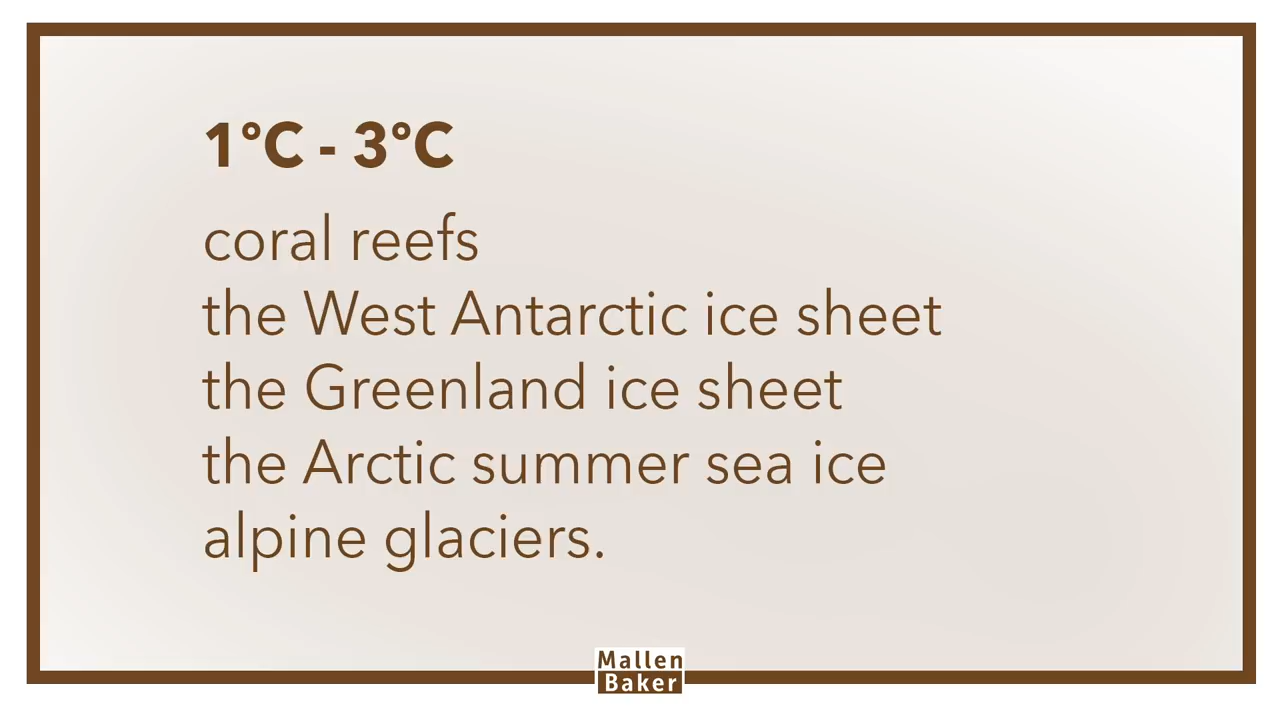 1°C - 3°C
coral reefs
the West Antarctic ice sheet
the Greenland ice sheet
the Arctic summer sea ice
alpine glaciers.
Mallen
Baker